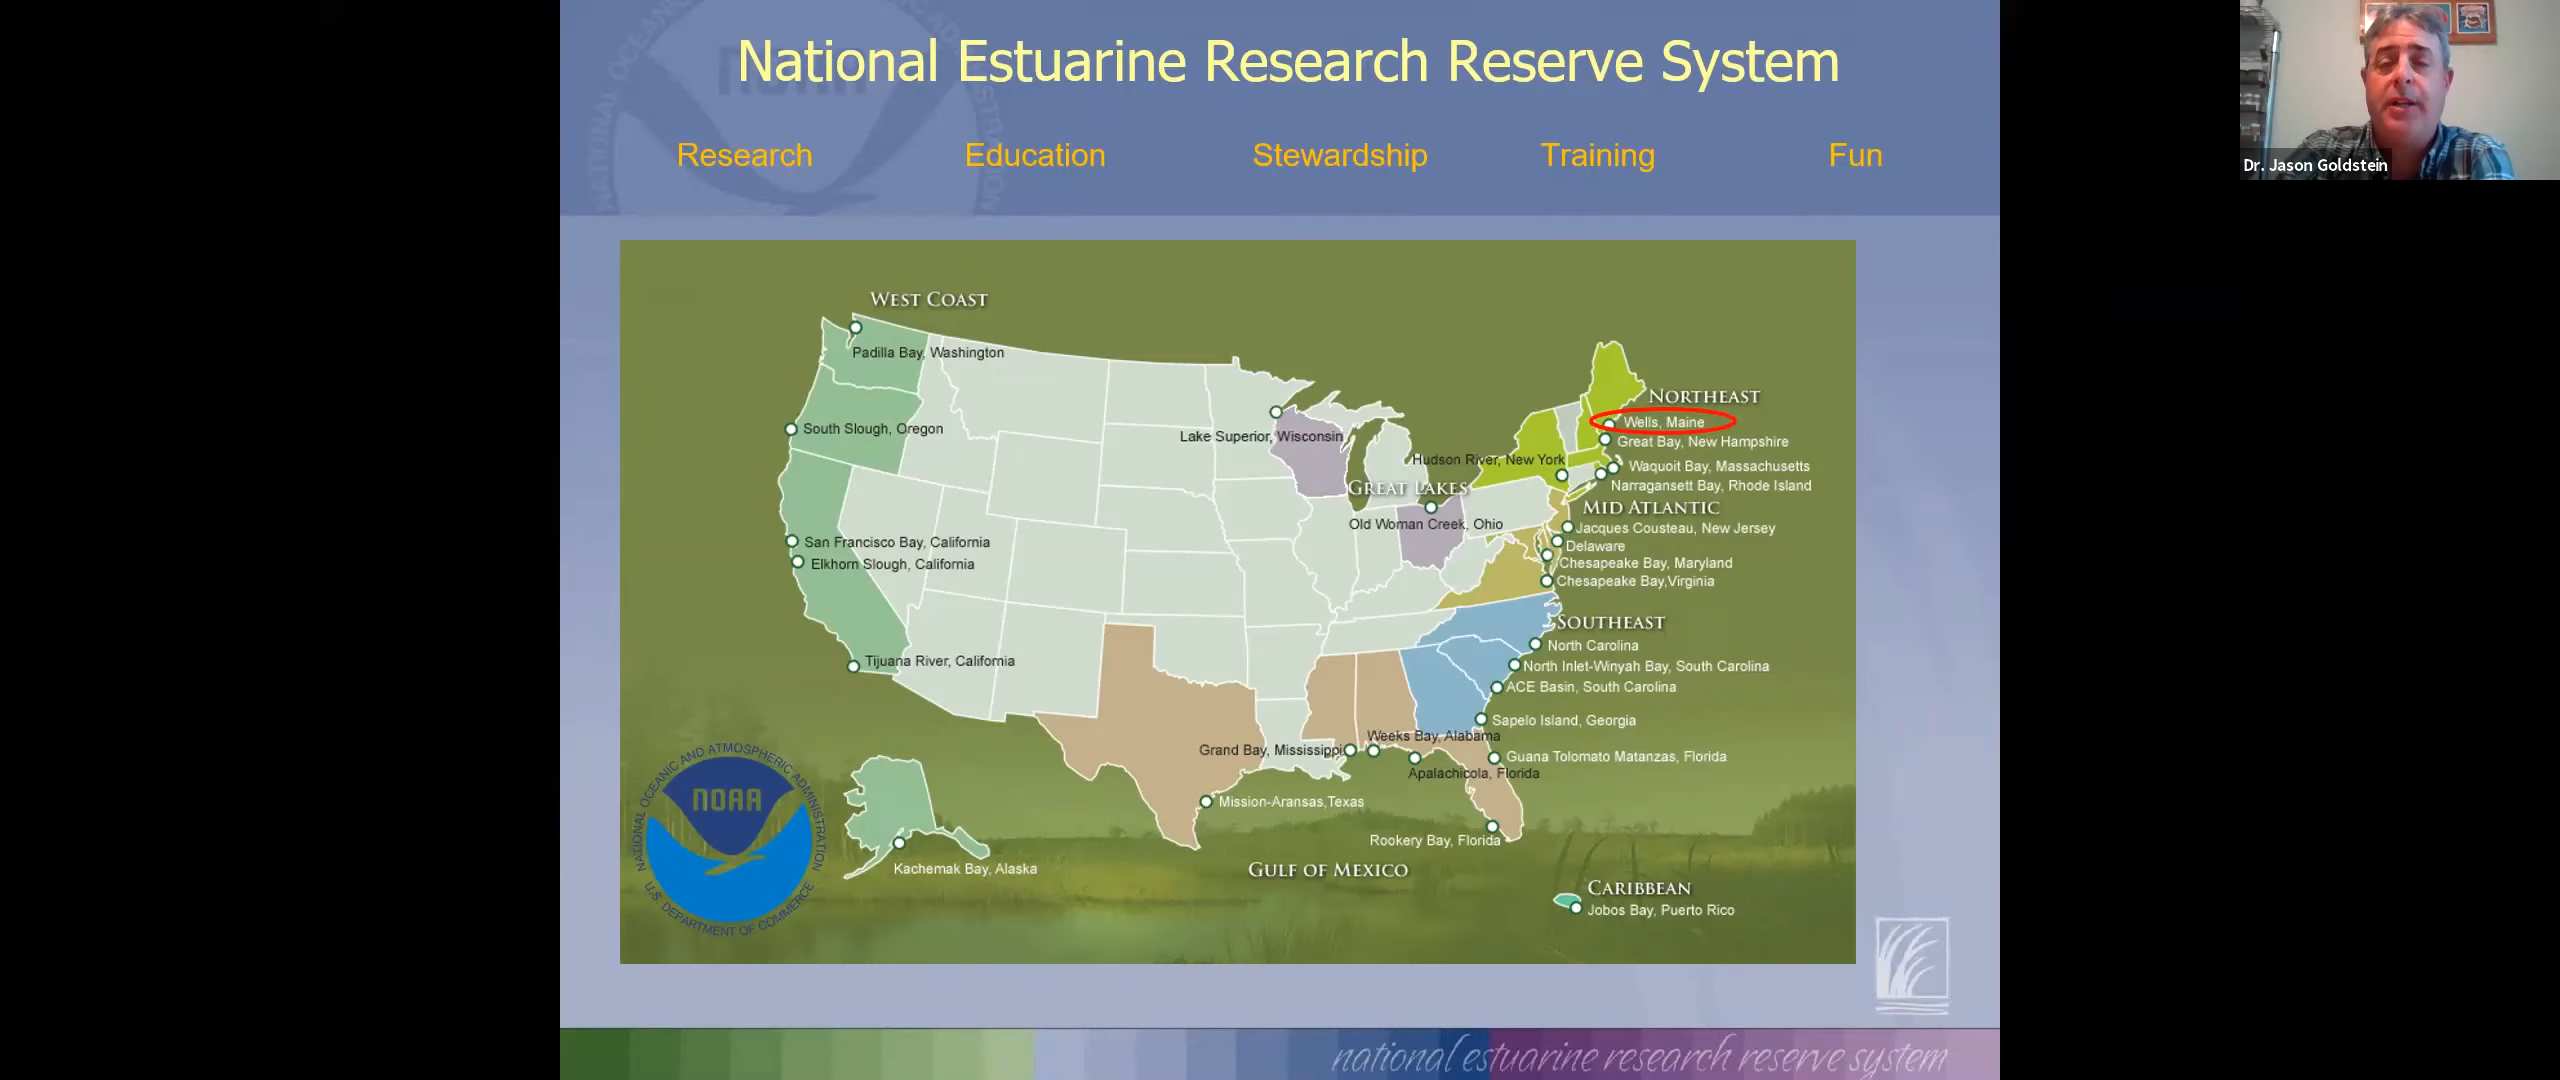 National Estuarine Research Reserve System
Research Education Stewardship Training Fun
Dr. Jason Goldstein
WEST COAST
Padilla Bay, Washington
South Slough, Oregon
San Francisco Bay, California
Elkhorn Slough, California
Tijuana River, California
Kachemak Bay, Alaska
Lake Superior, Wisconsin
GREAT LAKES
Old Woman Creek, Ohio
NORTHEAST
Wells, Maine
Great Bay, New Hampshire
Hudson River, New York
Waquoit Bay, Massachusetts
Narragansett Bay, Rhode Island
MID ATLANTIC
Jacques Cousteau, New Jersey
Delaware
Chesapeake Bay, Maryland
Chesapeake Bay,Virginia
SOUTHEAST
North Carolina
North Inlet-Winyah Bay, South Carolina
ACE Basin, South Carolina
Sapelo Island, Georgia
Guana Tolomato Matanzas, Florida
Weeks Bay, Alabama
Grand Bay, Mississippi
Apalachicola, Florida
Mission-Aransas,Texas
Rookery Bay, Florida
GULF OF MEXICO
CARIBBEAN
Jobos Bay, Puerto Rico
NATIONAL OCEANIC AND ATMOSPHERIC ADMINISTRATION
NOAA
U.S. DEPARTMENT OF COMMERCE
national estuarine research reserve system